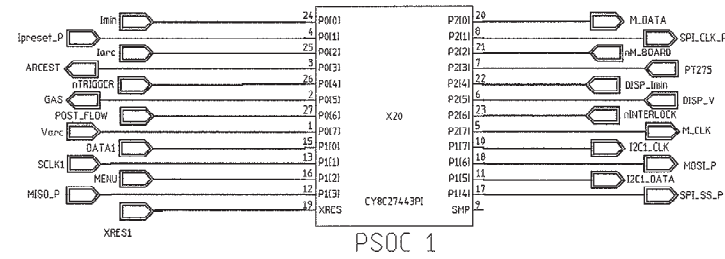 Imin 24 P0[0] P2[0] 20 M_DATA
Ipreset_P 4 P0[1] P2[1] 8 SPI_CLK_P
Iarc 25 P0[2] P2[2] 21 nM_BOARD
ARCEST 3 P0[3] P2[3] 7 PT275
nTRIGGER 26 P0[4] P2[4] 22 DISP_Imin
GAS 2 P0[5] P2[5] 6 DISP_V
POST_FLOW 27 P0[6] X20 P2[6] 23 nINTERLOCK
Varc 1 P0[7] P2[7] 5 M_CLK
DATA1 15 P1[0] P1[7] 10 I2C1_CLK
SCLK1 13 P1[1] P1[6] 18 MOSI_P
MENU 16 P1[2] P1[5] 11 I2C1_DATA
MISO_P 12 P1[3] P1[4] 17 SPI_SS_P
XRES1 19 XRES CY8C27443PI SMP 9
PSOC 1